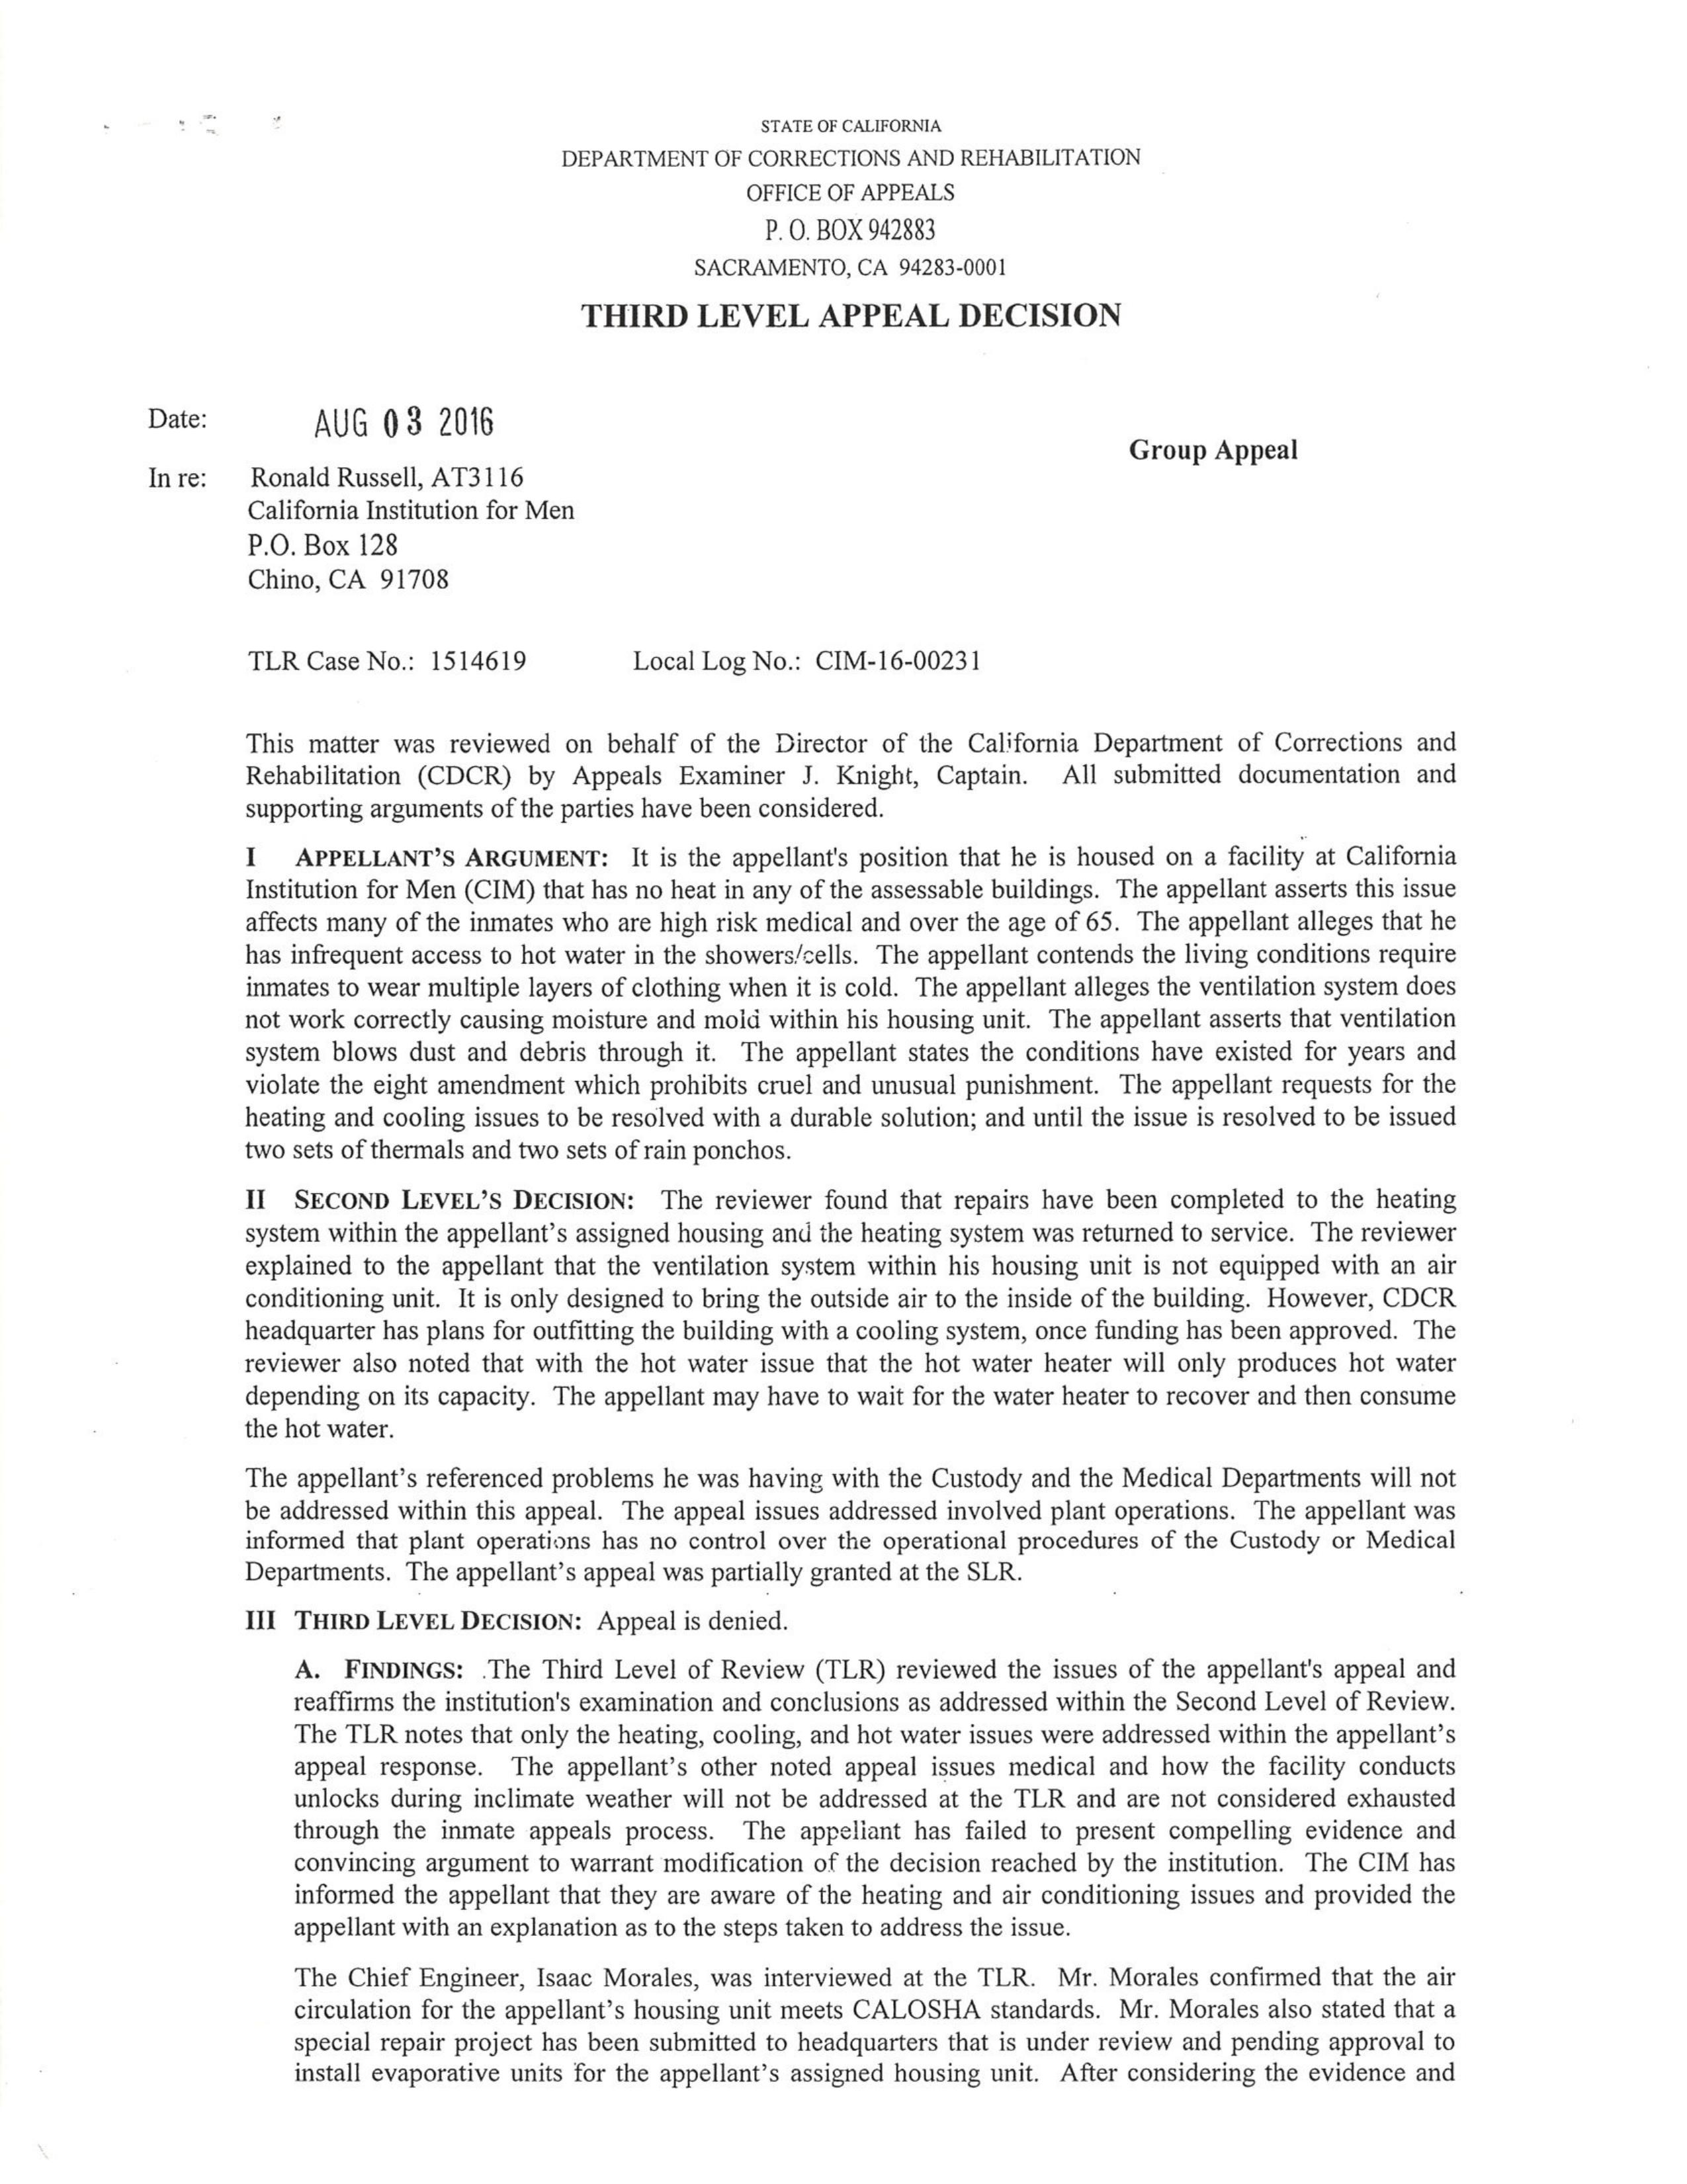 STATE OF CALIFORNIA
DEPARTMENT OF CORRECTIONS AND REHABILITATION
OFFICE OF APPEALS
P. O. BOX 942883
SACRAMENTO, CA 94283-0001
THIRD LEVEL APPEAL DECISION
Date: AUG 03 2016
Group Appeal
In re: Ronald Russell, AT3116
California Institution for Men
P.O. Box 128
Chino, CA 91708
TLR Case No.: 1514619 Local Log No.: CIM-16-00231
This matter was reviewed on behalf of the Director of the California Department of Corrections and
Rehabilitation (CDCR) by Appeals Examiner J. Knight, Captain. All submitted documentation and
supporting arguments of the parties have been considered.
I APPELLANT'S ARGUMENT: It is the appellant's position that he is housed on a facility at California
Institution for Men (CIM) that has no heat in any of the assessable buildings. The appellant asserts this issue
affects many of the inmates who are high risk medical and over the age of 65. The appellant alleges that he
has infrequent access to hot water in the showers/cells. The appellant contends the living conditions require
inmates to wear multiple layers of clothing when it is cold. The appellant alleges the ventilation system does
not work correctly causing moisture and mold within his housing unit. The appellant asserts that ventilation
system blows dust and debris through it. The appellant states the conditions have existed for years and
violate the eight amendment which prohibits cruel and unusual punishment. The appellant requests for the
heating and cooling issues to be resolved with a durable solution; and until the issue is resolved to be issued
two sets of thermals and two sets of rain ponchos.
II SECOND LEVEL'S DECISION: The reviewer found that repairs have been completed to the heating
system within the appellant's assigned housing and the heating system was returned to service. The reviewer
explained to the appellant that the ventilation system within his housing unit is not equipped with an air
conditioning unit. It is only designed to bring the outside air to the inside of the building. However, CDCR
headquarter has plans for outfitting the building with a cooling system, once funding has been approved. The
reviewer also noted that with the hot water issue that the hot water heater will only produces hot water
depending on its capacity. The appellant may have to wait for the water heater to recover and then consume
the hot water.
The appellant's referenced problems he was having with the Custody and the Medical Departments will not
be addressed within this appeal. The appeal issues addressed involved plant operations. The appellant was
informed that plant operations has no control over the operational procedures of the Custody or Medical
Departments. The appellant's appeal was partially granted at the SLR.
III THIRD LEVEL DECISION: Appeal is denied.
A. FINDINGS: The Third Level of Review (TLR) reviewed the issues of the appellant's appeal and
reaffirms the institution's examination and conclusions as addressed within the Second Level of Review.
The TLR notes that only the heating, cooling, and hot water issues were addressed within the appellant's
appeal response. The appellant's other noted appeal issues medical and how the facility conducts
unlocks during inclimate weather will not be addressed at the TLR and are not considered exhausted
through the inmate appeals process. The appellant has failed to present compelling evidence and
convincing argument to warrant modification of the decision reached by the institution. The CIM has
informed the appellant that they are aware of the heating and air conditioning issues and provided the
appellant with an explanation as to the steps taken to address the issue.
The Chief Engineer, Isaac Morales, was interviewed at the TLR. Mr. Morales confirmed that the air
circulation for the appellant's housing unit meets CALOSHA standards. Mr. Morales also stated that a
special repair project has been submitted to headquarters that is under review and pending approval to
install evaporative units for the appellant's assigned housing unit. After considering the evidence and